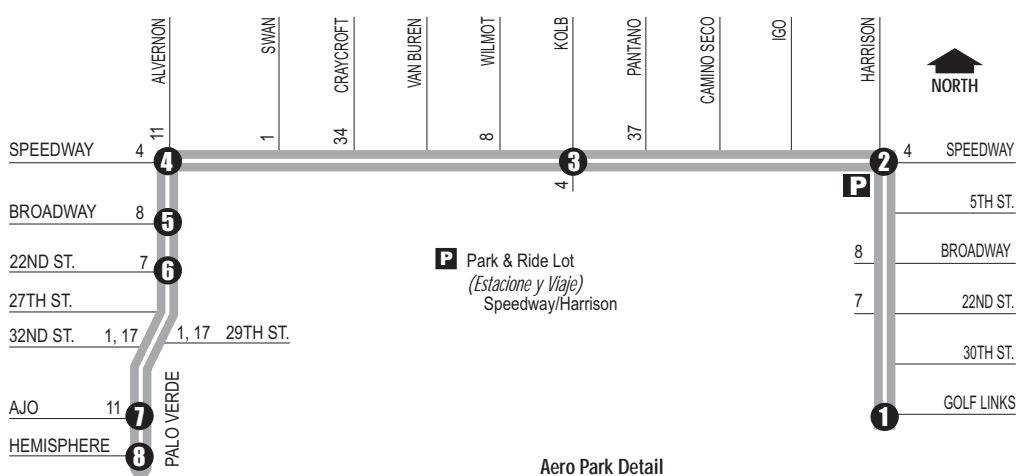 ALVERNON
SWAN
CRAYCROFT
VAN BUREN
WILMOT
KOLB
PANTANO
CAMINO SECO
IGO
HARRISON
NORTH
11
1
34
8
37
SPEEDWAY 4 4
3
2 4 SPEEDWAY
4
P
5TH ST.
BROADWAY 8 5
8 BROADWAY
22ND ST. 7 6
P Park & Ride Lot
(Estacione y Viaje)
Speedway/Harrison
7 22ND ST.
27TH ST.
32ND ST. 1, 17
1, 17 29TH ST.
30TH ST.
AJO 11 7
PALO VERDE
1 GOLF LINKS
HEMISPHERE 8
Aero Park Detail